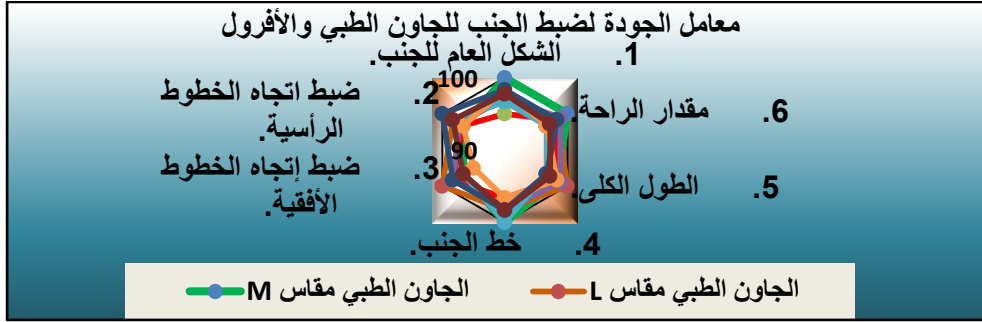 معامل الجودة لضبط الجنب للجاون الطبي والأفرول
1. الشكل العام للجنب.
2. ضبط اتجاه الخطوط
الرأسية.
3. ضبط إتجاه الخطوط
الأفقية.
4. خط الجنب.
5. الطول الكلى.
6. مقدار الراحة.
100
90
الجاون الطبي مقاس L
الجاون الطبي مقاس M